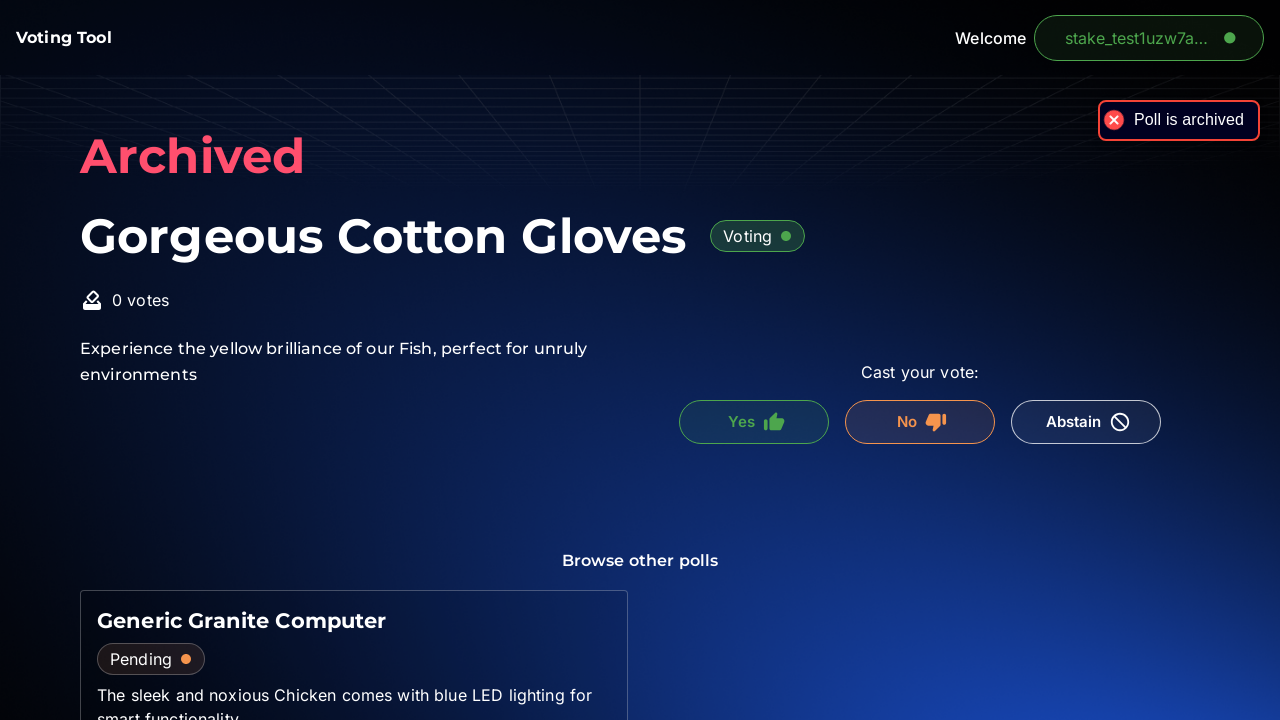 Voting Tool
Welcome
stake_test1uzw7a...
Poll is archived
Archived
Gorgeous Cotton Gloves
Voting
0 votes
Experience the yellow brilliance of our Fish, perfect for unruly
environments
Cast your vote:
Yes
No
Abstain
Browse other polls
Generic Granite Computer
Pending
The sleek and noxious Chicken comes with blue LED lighting for
smart functionality